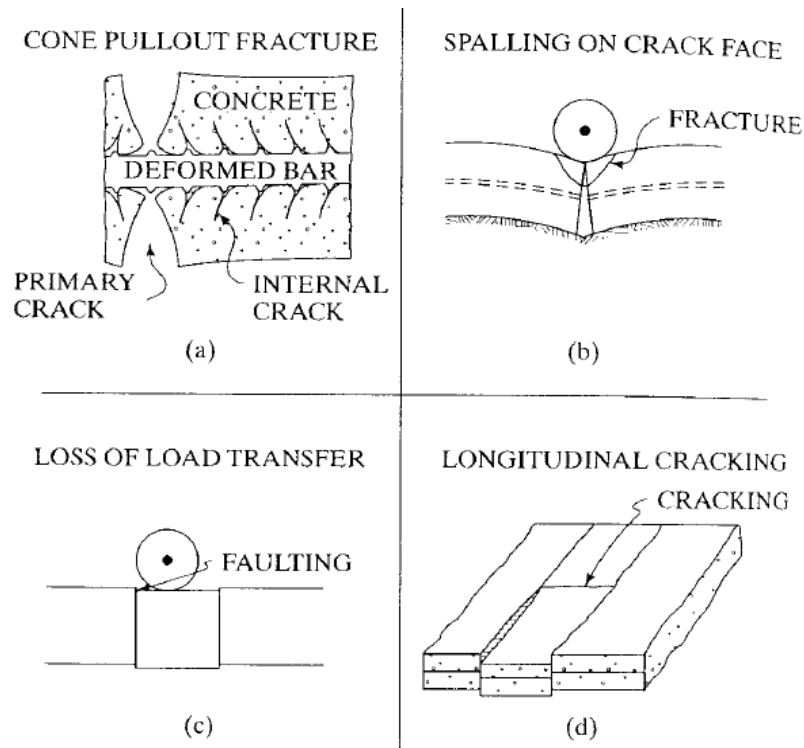 CONE PULLOUT FRACTURE
CONCRETE
DEFORMED BAR
PRIMARY
CRACK
INTERNAL
CRACK
(a)
SPALLING ON CRACK FACE
FRACTURE
(b)
LOSS OF LOAD TRANSFER
FAULTING
(c)
LONGITUDINAL CRACKING
CRACKING
(d)